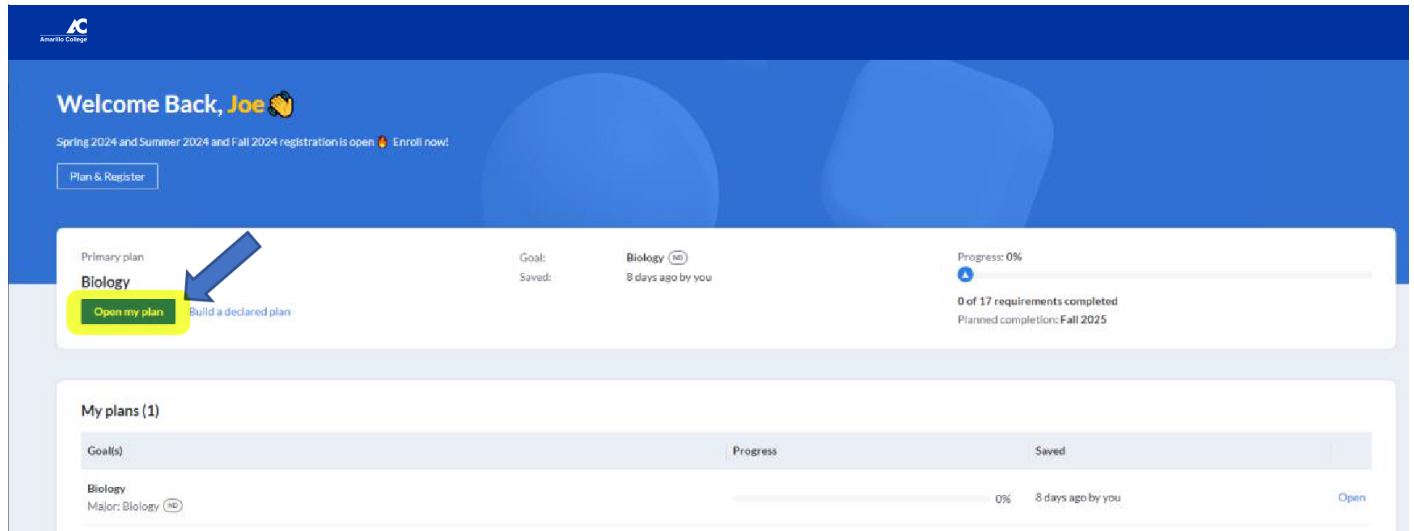 AC
Amarillo College
Welcome Back, Joe
Spring 2024 and Summer 2024 and Fall 2024 registration is open 🔥 Enroll now!
Plan & Register
Primary plan
Biology
Open my plan
Build a declared plan
Goal: Biology ND
Saved: 8 days ago by you
Progress: 0%
0 of 17 requirements completed
Planned completion: Fall 2025
My plans (1)
Goal(s) Progress Saved
Biology
Major: Biology ND
0% 8 days ago by you Open